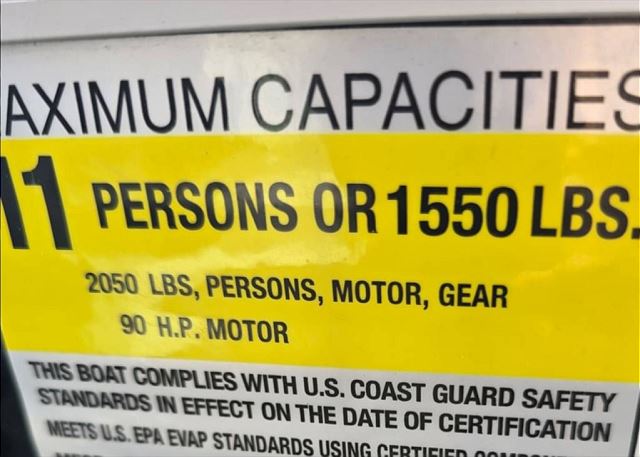 AXIMUM CAPACITIES
11 PERSONS OR 1550 LBS.
2050 LBS, PERSONS, MOTOR, GEAR
90 H.P. MOTOR
THIS BOAT COMPLIES WITH U.S. COAST GUARD SAFETY
STANDARDS IN EFFECT ON THE DATE OF CERTIFICATION
MEETS U.S. EPA EVAP STANDARDS USING CERTIFIED